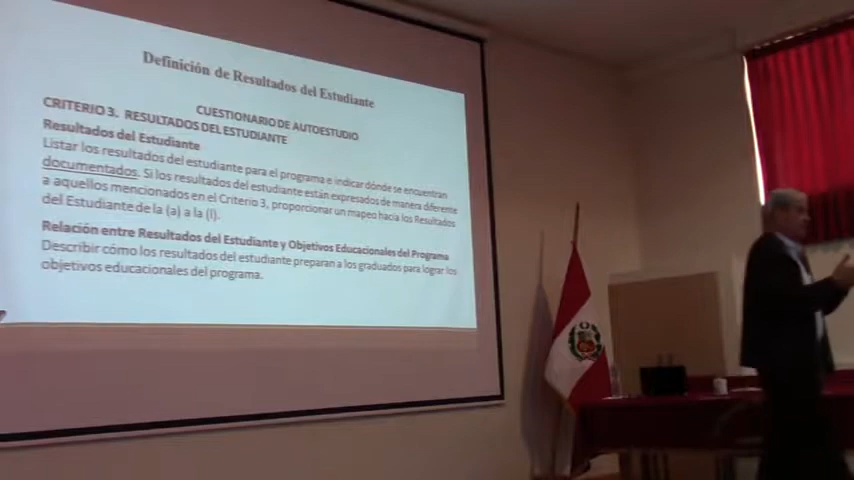 Definición de Resultados del Estudiante
CUESTIONARIO DE AUTOESTUDIO
CRITERIO 3. RESULTADOS DEL ESTUDIANTE
Resultados del Estudiante
Listar los resultados del estudiante para el programa e indicar dónde se encuentran
documentados. Si los resultados del estudiante están expresados de manera diferente
a aquellos mencionados en el Criterio 3, proporcionar un mapeo hacia los Resultados
del Estudiante de la (a) a la (l).
Relación entre Resultados del Estudiante y Objetivos Educacionales del Programa
Describir cómo los resultados del estudiante preparan a los graduados para lograr los
objetivos educacionales del programa.